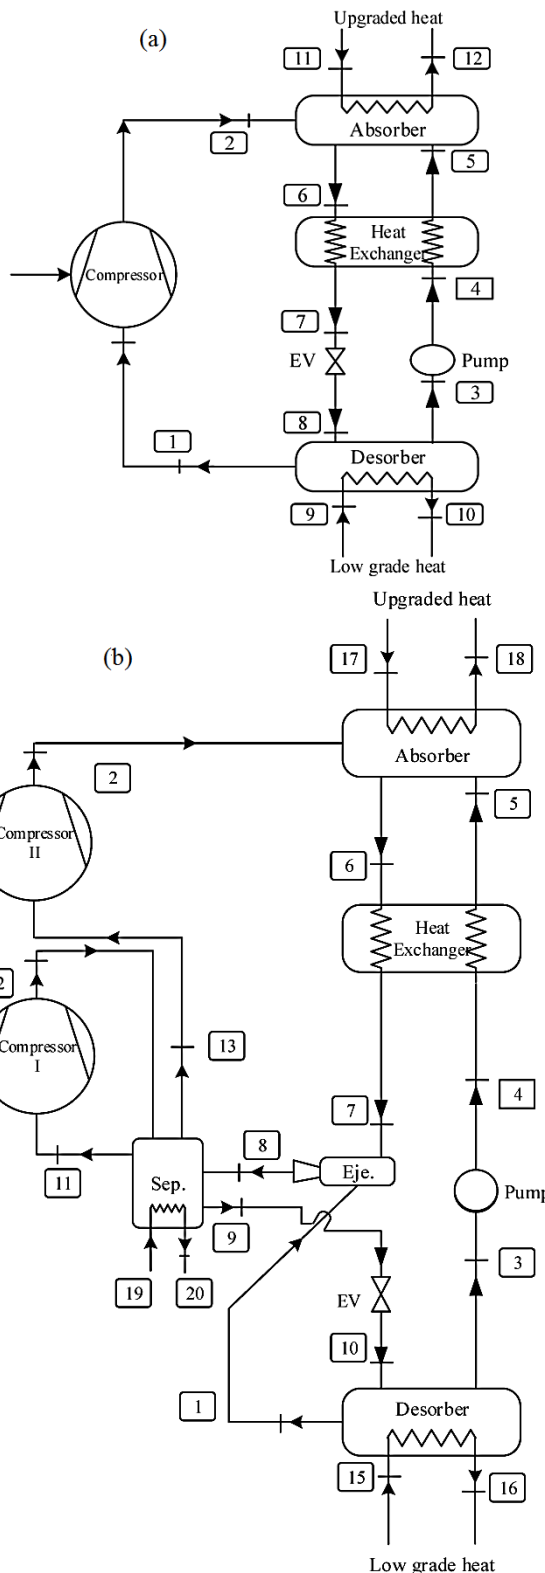 (a)
Upgraded heat
11
12
Absorber
2
5
6
Heat
Exchanger
Compressor
4
7
EV
Pump
3
8
1
Desorber
9
10
Low grade heat
Upgraded heat
(b)
17
18
Absorber
2
5
Compressor
II
6
Heat
Exchanger
2
13
Compressor
I
4
7
8
11
Sep.
Eje.
Pump
9
3
19
20
EV
10
1
Desorber
15
16
Low grade heat